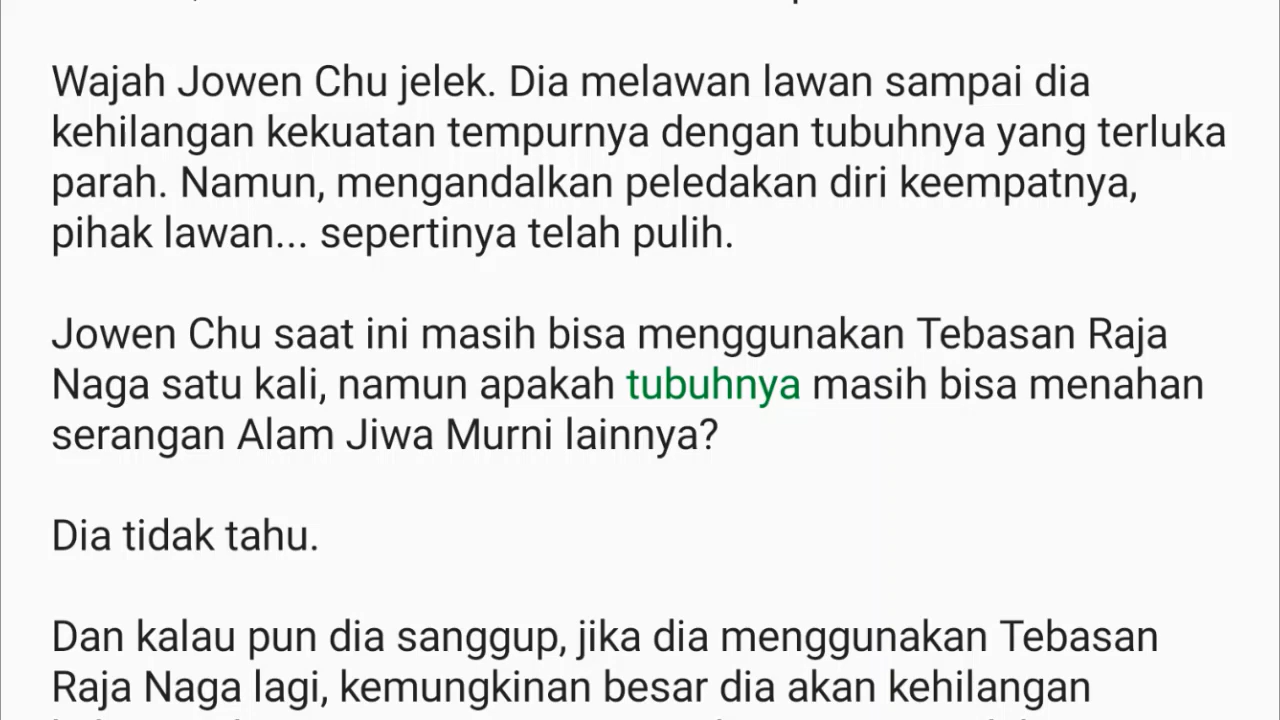 Wajah Jowen Chu jelek. Dia melawan lawan sampai dia
kehilangan kekuatan tempurnya dengan tubuhnya yang terluka
parah. Namun, mengandalkan peledakan diri keempatnya,
pihak lawan... sepertinya telah pulih.
Jowen Chu saat ini masih bisa menggunakan Tebasan Raja
Naga satu kali, namun apakah tubuhnya masih bisa menahan
serangan Alam Jiwa Murni lainnya?
Dia tidak tahu.
Dan kalau pun dia sanggup, jika dia menggunakan Tebasan
Raja Naga lagi, kemungkinan besar dia akan kehilangan